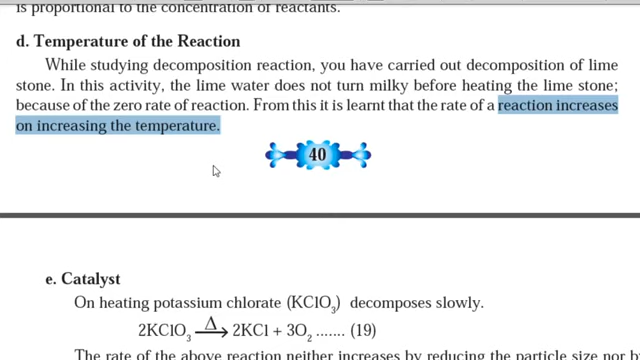 is proportional to the concentration of reactants.
d. Temperature of the Reaction
While studying decomposition reaction, you have carried out decomposition of lime
stone. In this activity, the lime water does not turn milky before heating the lime stone;
because of the zero rate of reaction. From this it is learnt that the rate of a reaction increases
on increasing the temperature.
40
e. Catalyst
On heating potassium chlorate (KClO₃) decomposes slowly.
2KClO₃ —Δ→ 2KCl + 3O₂ ....... (19)
The rate of the above reaction neither increases by reducing the particle size nor b